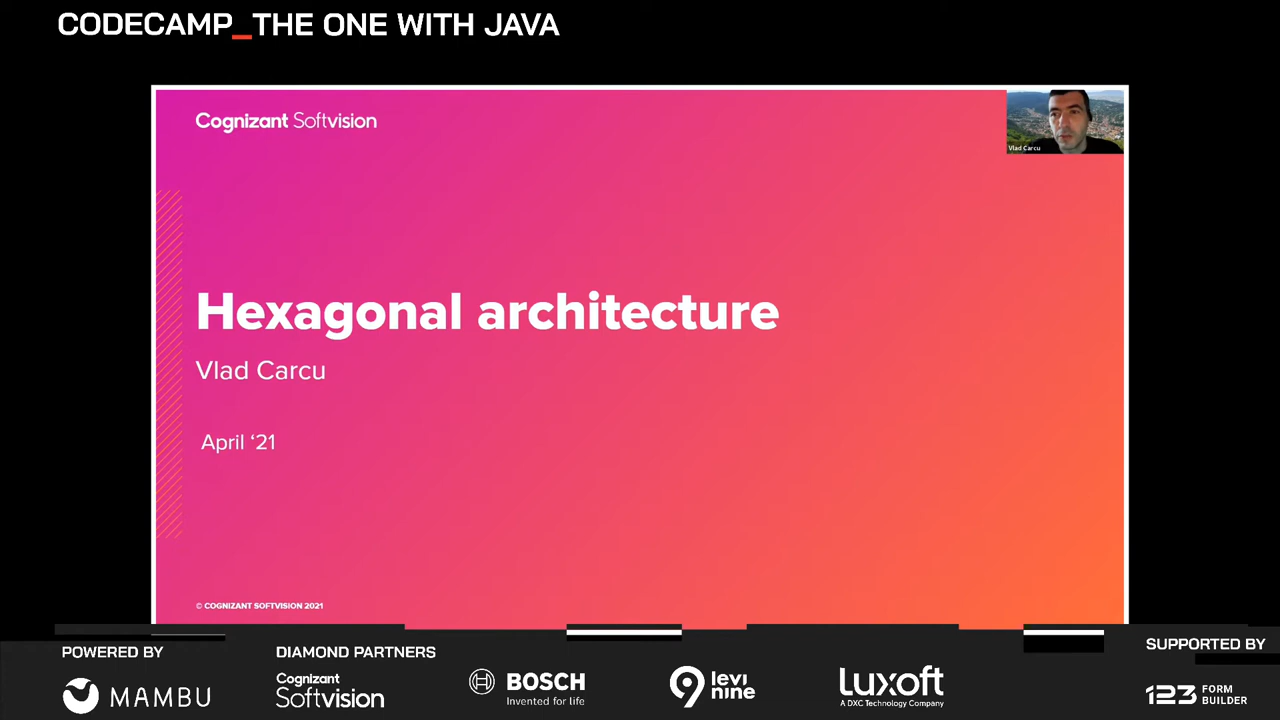 CODECAMP_THE ONE WITH JAVA
Cognizant Softvision
Vlad Carcu
Hexagonal architecture
Vlad Carcu
April ‘21
© COGNIZANT SOFTVISION 2021
POWERED BY
MAMBU
DIAMOND PARTNERS
Cognizant
Softvision
BOSCH
Invented for life
9 levi
nine
Luxoft
A DXC Technology Company
SUPPORTED BY
123 FORM
BUILDER